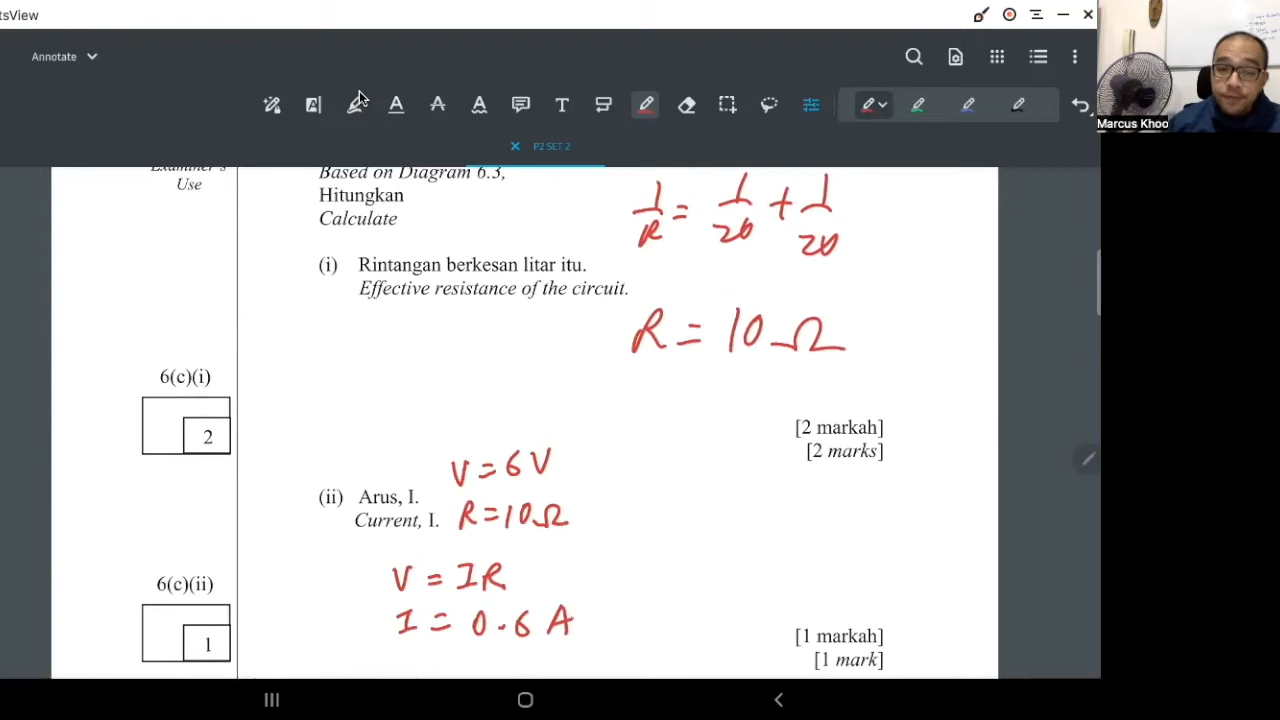 tsView
Annotate
P2 SET 2
Marcus Khoo
Examiner's
Use
Based on Diagram 6.3,
Hitungkan
Calculate
1/R = 1/20 + 1/20
(i) Rintangan berkesan litar itu.
Effective resistance of the circuit.
R = 10 Ω
6(c)(i)
2
[2 markah]
[2 marks]
V = 6 V
(ii) Arus, I.
Current, I.
R = 10 Ω
6(c)(ii)
1
V = IR
I = 0.6 A
[1 markah]
[1 mark]